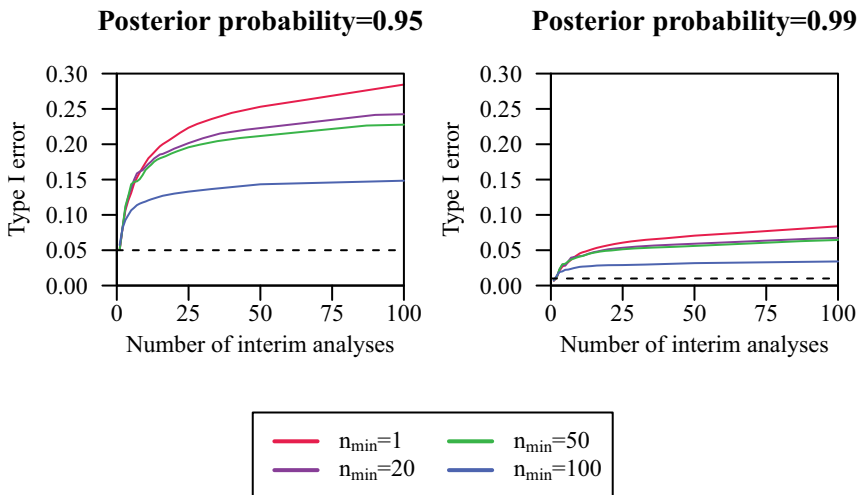 Posterior probability=0.95
Type I error
0.30
0.25
0.20
0.15
0.10
0.05
0.00
0 25 50 75 100
Number of interim analyses
Posterior probability=0.99
Type I error
0.30
0.25
0.20
0.15
0.10
0.05
0.00
0 25 50 75 100
Number of interim analyses
nmin=1 nmin=50
nmin=20 nmin=100